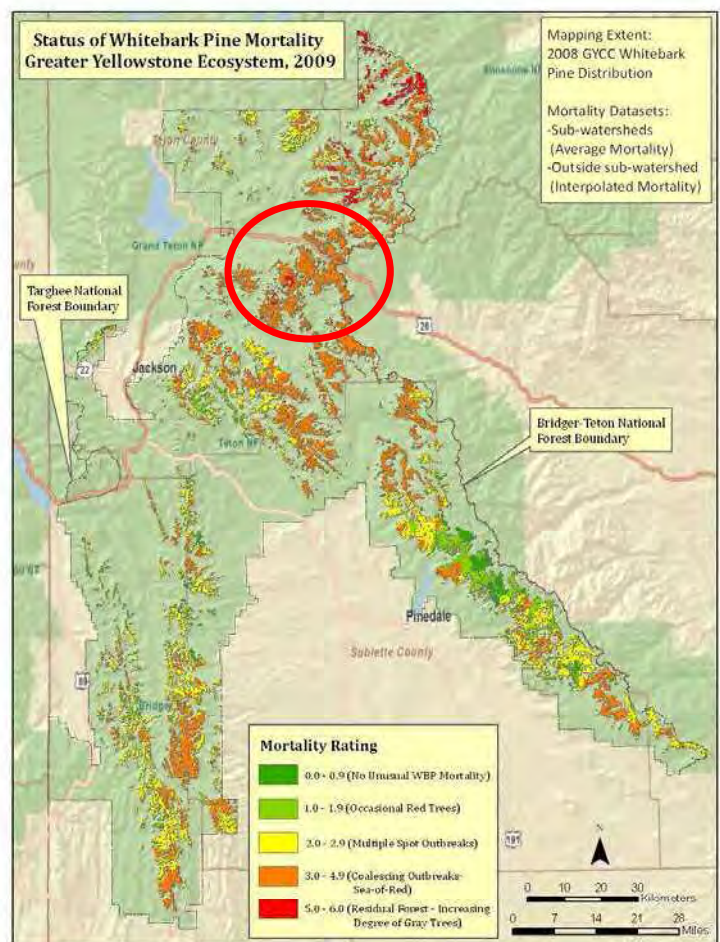 Status of Whitebark Pine Mortality
Greater Yellowstone Ecosystem, 2009
Mapping Extent:
2008 GYCC Whitebark
Pine Distribution
Mortality Datasets:
-Sub-watersheds
(Average Mortality)
-Outside sub-watershed
(Interpolated Mortality)
Teton County
Grand Teton NP
Targhee National
Forest Boundary
26
22
Jackson
Bridger-Teton National
Forest Boundary
Teton NF
Pinedale
Sublette County
89
Bridger
191
Mortality Rating
0.0 - 0.9 (No Unusual WBP Mortality)
1.0 - 1.9 (Occasional Red Trees)
2.0 - 2.9 (Multiple Spot Outbreaks)
3.0 - 4.9 (Coalescing Outbreaks-
Sea-of-Red)
5.0 - 6.0 (Residual Forest - Increasing
Degree of Gray Trees)
N
0 10 20 30
Kilometers
0 7 14 21 28
Miles